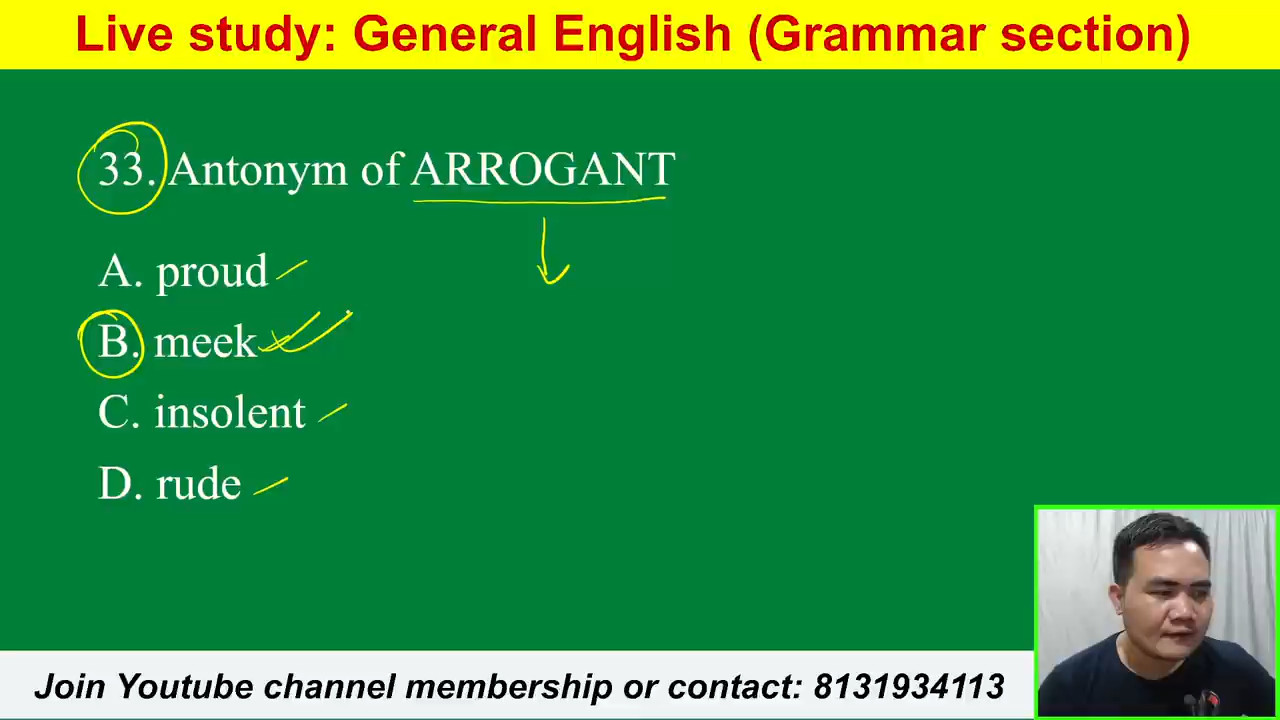 Live study: General English (Grammar section)
33. Antonym of ARROGANT
A. proud
B. meek
C. insolent
D. rude
Join Youtube channel membership or contact: 8131934113